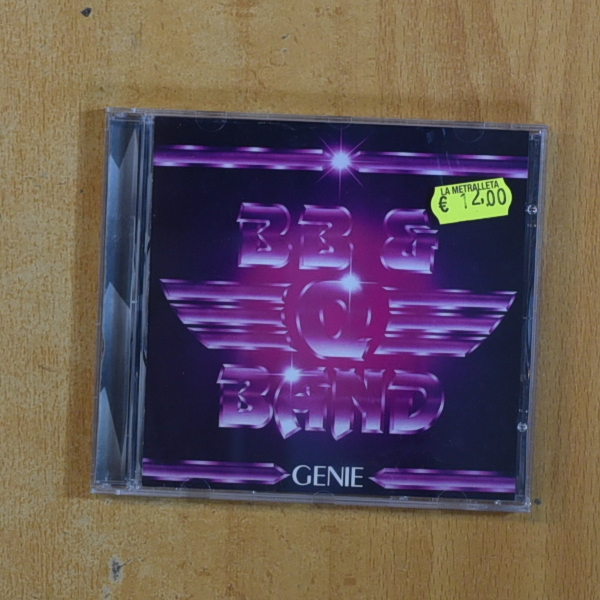 LA METRALLETA
€ 12,00
BB &
Q
BAND
GENIE